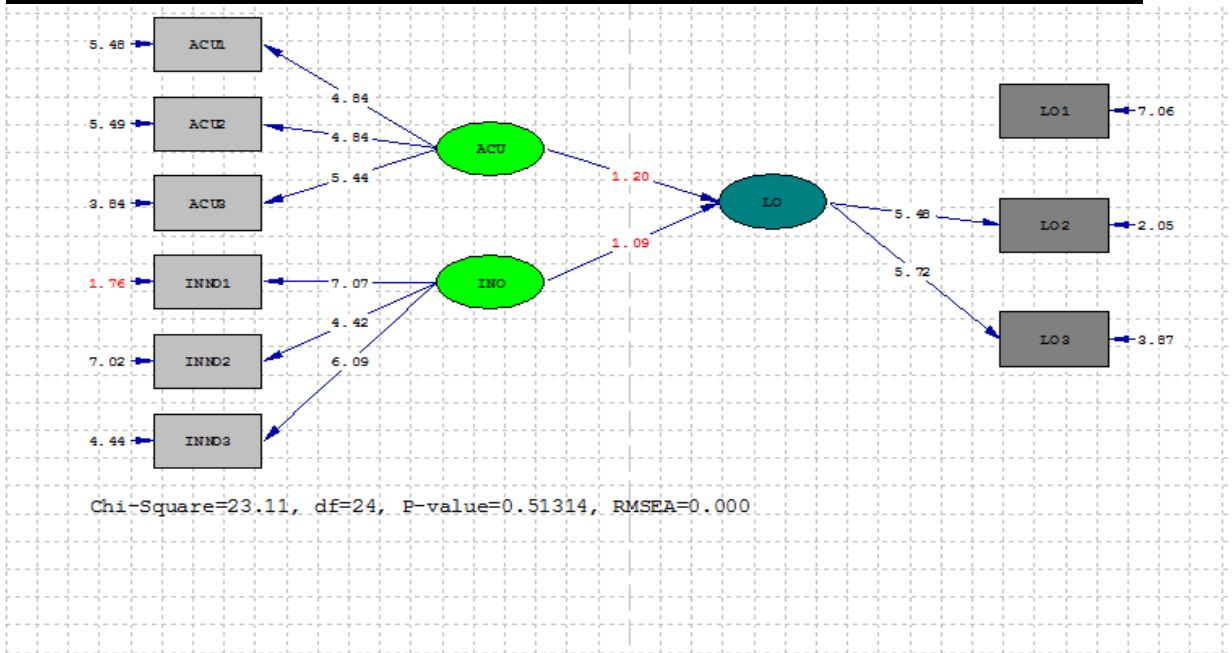 5.48 ACU1
4.84
5.49 ACU2
4.84
ACU
5.44
3.84 ACU3
1.20
LO
1.09
1.76 INNO1
7.07
INO
4.42
7.02 INNO2
6.09
4.44 INNO3
LO1 7.06
5.48
LO2 2.05
5.72
LO3 3.87
Chi-Square=23.11, df=24, P-value=0.51314, RMSEA=0.000